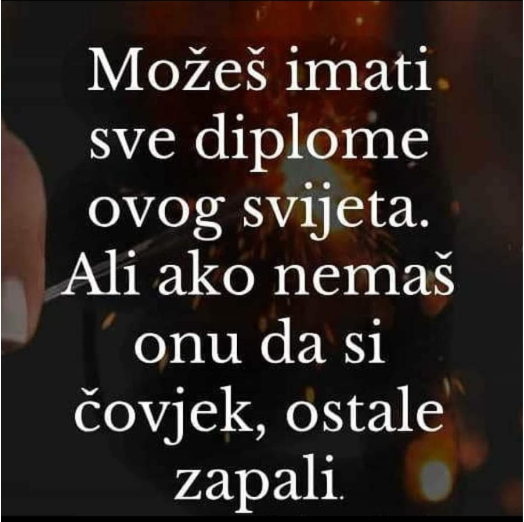 Možeš imati
sve diplome
ovog svijeta.
Ali ako nemaš
onu da si
čovjek, ostale
zapali.